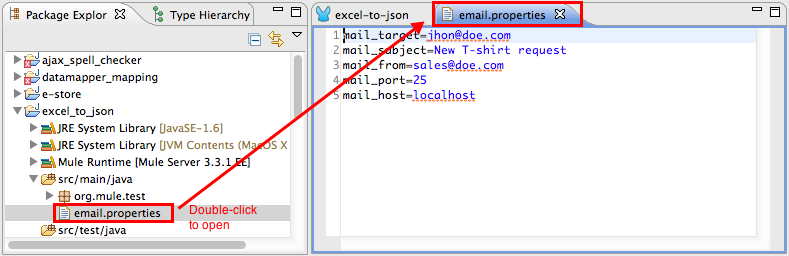 Package Explor
Type Hierarchy
ajax_spell_checker
datamapper_mapping
e-store
excel_to_json
JRE System Library [JavaSE-1.6]
JRE System Library [JVM Contents (MacOS X
Mule Runtime [Mule Server 3.3.1 EE]
src/main/java
org.mule.test
email.properties
Double-click
to open
src/test/java
excel-to-json
email.properties
1 mail_target=jhon@doe.com
2 mail_subject=New T-shirt request
3 mail_from=sales@doe.com
4 mail_port=25
5 mail_host=localhost